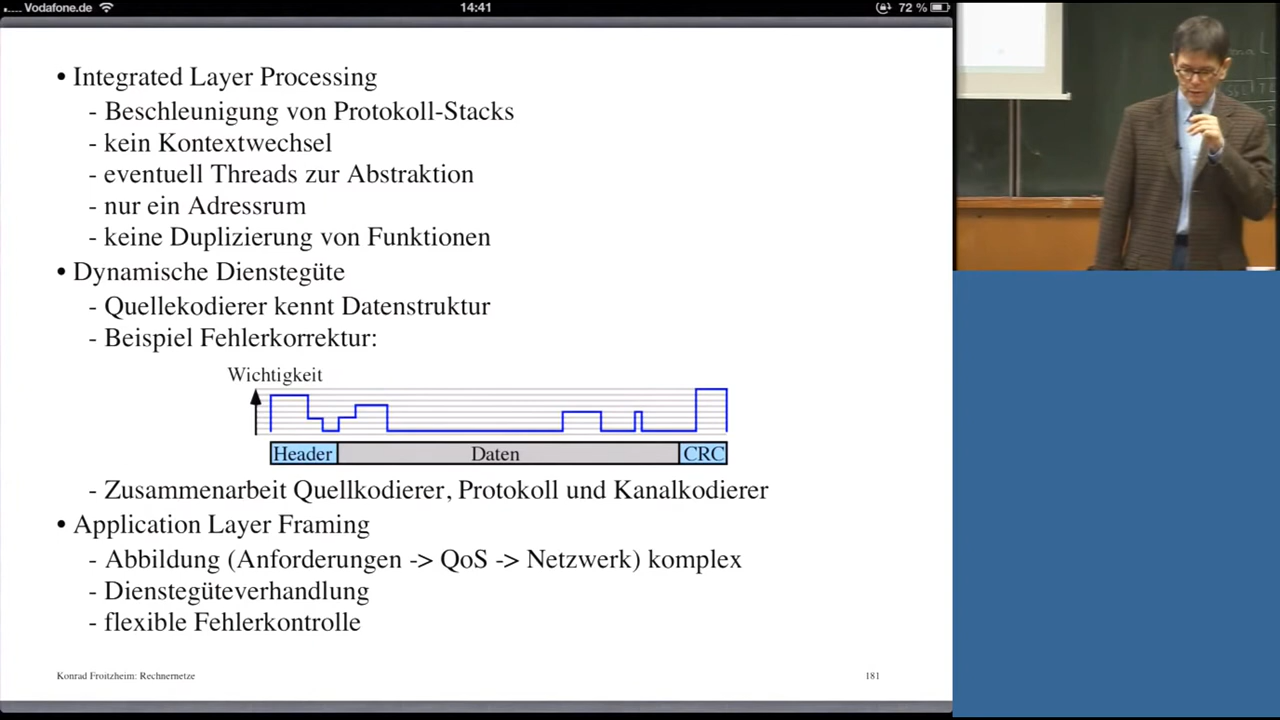 Vodafone.de
14:41
72 %
• Integrated Layer Processing
- Beschleunigung von Protokoll-Stacks
- kein Kontextwechsel
- eventuell Threads zur Abstraktion
- nur ein Adressrum
- keine Duplizierung von Funktionen
• Dynamische Dienstegüte
- Quellekodierer kennt Datenstruktur
- Beispiel Fehlerkorrektur:
Wichtigkeit
Header
Daten
CRC
- Zusammenarbeit Quellkodierer, Protokoll und Kanalkodierer
• Application Layer Framing
- Abbildung (Anforderungen -> QoS -> Netzwerk) komplex
- Dienstegüteverhandlung
- flexible Fehlerkontrolle
Konrad Froitzheim: Rechnernetze
181